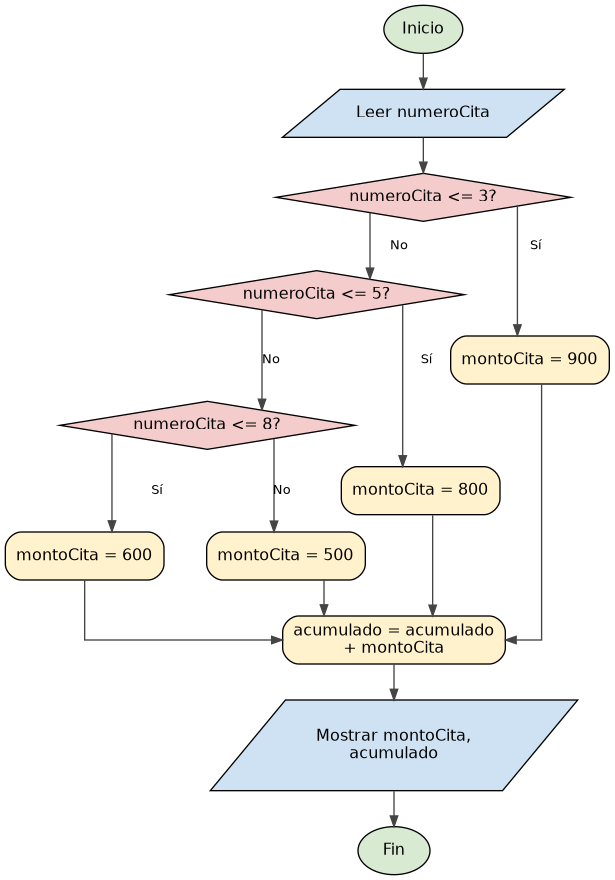 Inicio
Leer numeroCita
numeroCita <= 3?
No
Sí
numeroCita <= 5?
No
Sí
montoCita = 900
numeroCita <= 8?
Sí
No
montoCita = 800
montoCita = 600
montoCita = 500
acumulado = acumulado
+ montoCita
Mostrar montoCita,
acumulado
Fin